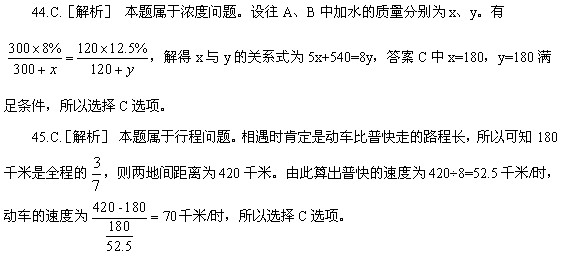 44.C.[解析] 本题属于浓度问题。设往 A、B 中加水的质量分别为 x、y。有
300×8%/300+x=120×12.5%/120+y，解得 x 与 y 的关系式为 5x+540=8y，答案 C 中 x=180，y=180 满
足条件，所以选择 C 选项。
45.C.[解析] 本题属于行程问题。相遇时肯定是动车比普快走的路程长，所以可知 180
千米是全程的 3/7，则两地间距离为 420 千米。由此算出普快的速度为 420÷8=52.5 千米/时，
动车的速度为 420-180/(180/52.5)=70 千米/时，所以选择 C 选项。